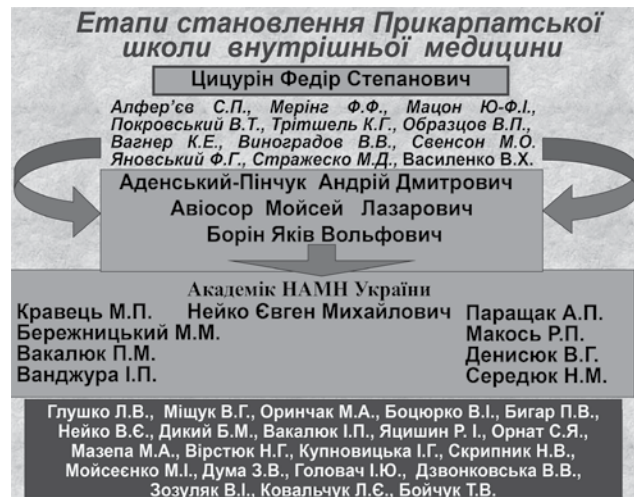 Етапи становлення Прикарпатської
школи внутрішньої медицини
Цицурін Федір Степанович
Алфер'єв С.П., Мерінг Ф.Ф., Мацон Ю-Ф.І.,
Покровський В.Т., Трітшель К.Г., Образцов В.П.,
Вагнер К.Е., Виноградов В.В., Свенсон М.О.
Яновський Ф.Г., Стражеско М.Д., Василенко В.Х.
Аденський-Пінчук Андрій Дмитрович
Авіосор Мойсей Лазарович
Борін Яків Вольфович
Академік НАМН України
Нейко Євген Михайлович
Кравець М.П.
Бережницький М.М.
Вакалюк П.М.
Ванджура І.П.
Паращак А.П.
Макось Р.П.
Денисюк В.Г.
Середюк Н.М.
Глушко Л.В., Міщук В.Г., Оринчак М.А., Боцюрко В.І., Бигар П.В.,
Нейко В.Є., Дикий Б.М., Вакалюк І.П., Яцишин Р. І., Орнат С.Я.,
Мазепа М.А., Вірстюк Н.Г., Купновицька І.Г., Скрипник Н.В.,
Мойсеєнко М.І., Дума З.В., Головач І.Ю., Дзвонковська В.В.,
Зозуляк В.І., Ковальчук Л.Є., Бойчук Т.В.